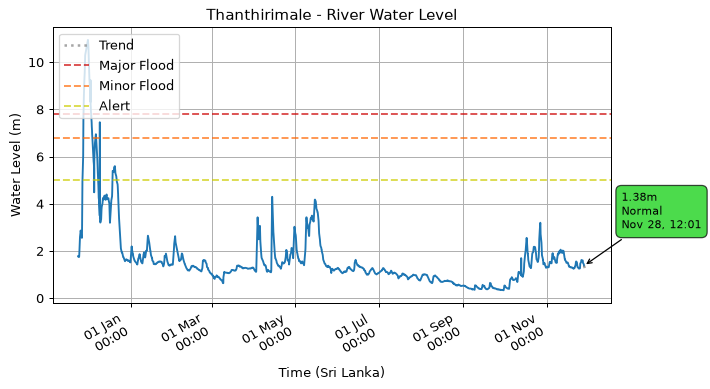 Thanthirimale - River Water Level
Trend
Major Flood
Minor Flood
Alert
10
8
6
4
2
0
Water Level (m)
1.38m
Normal
Nov 28, 12:01
01 Jan
00:00
01 Mar
00:00
01 May
00:00
01 Jul
00:00
01 Sep
00:00
01 Nov
00:00
Time (Sri Lanka)